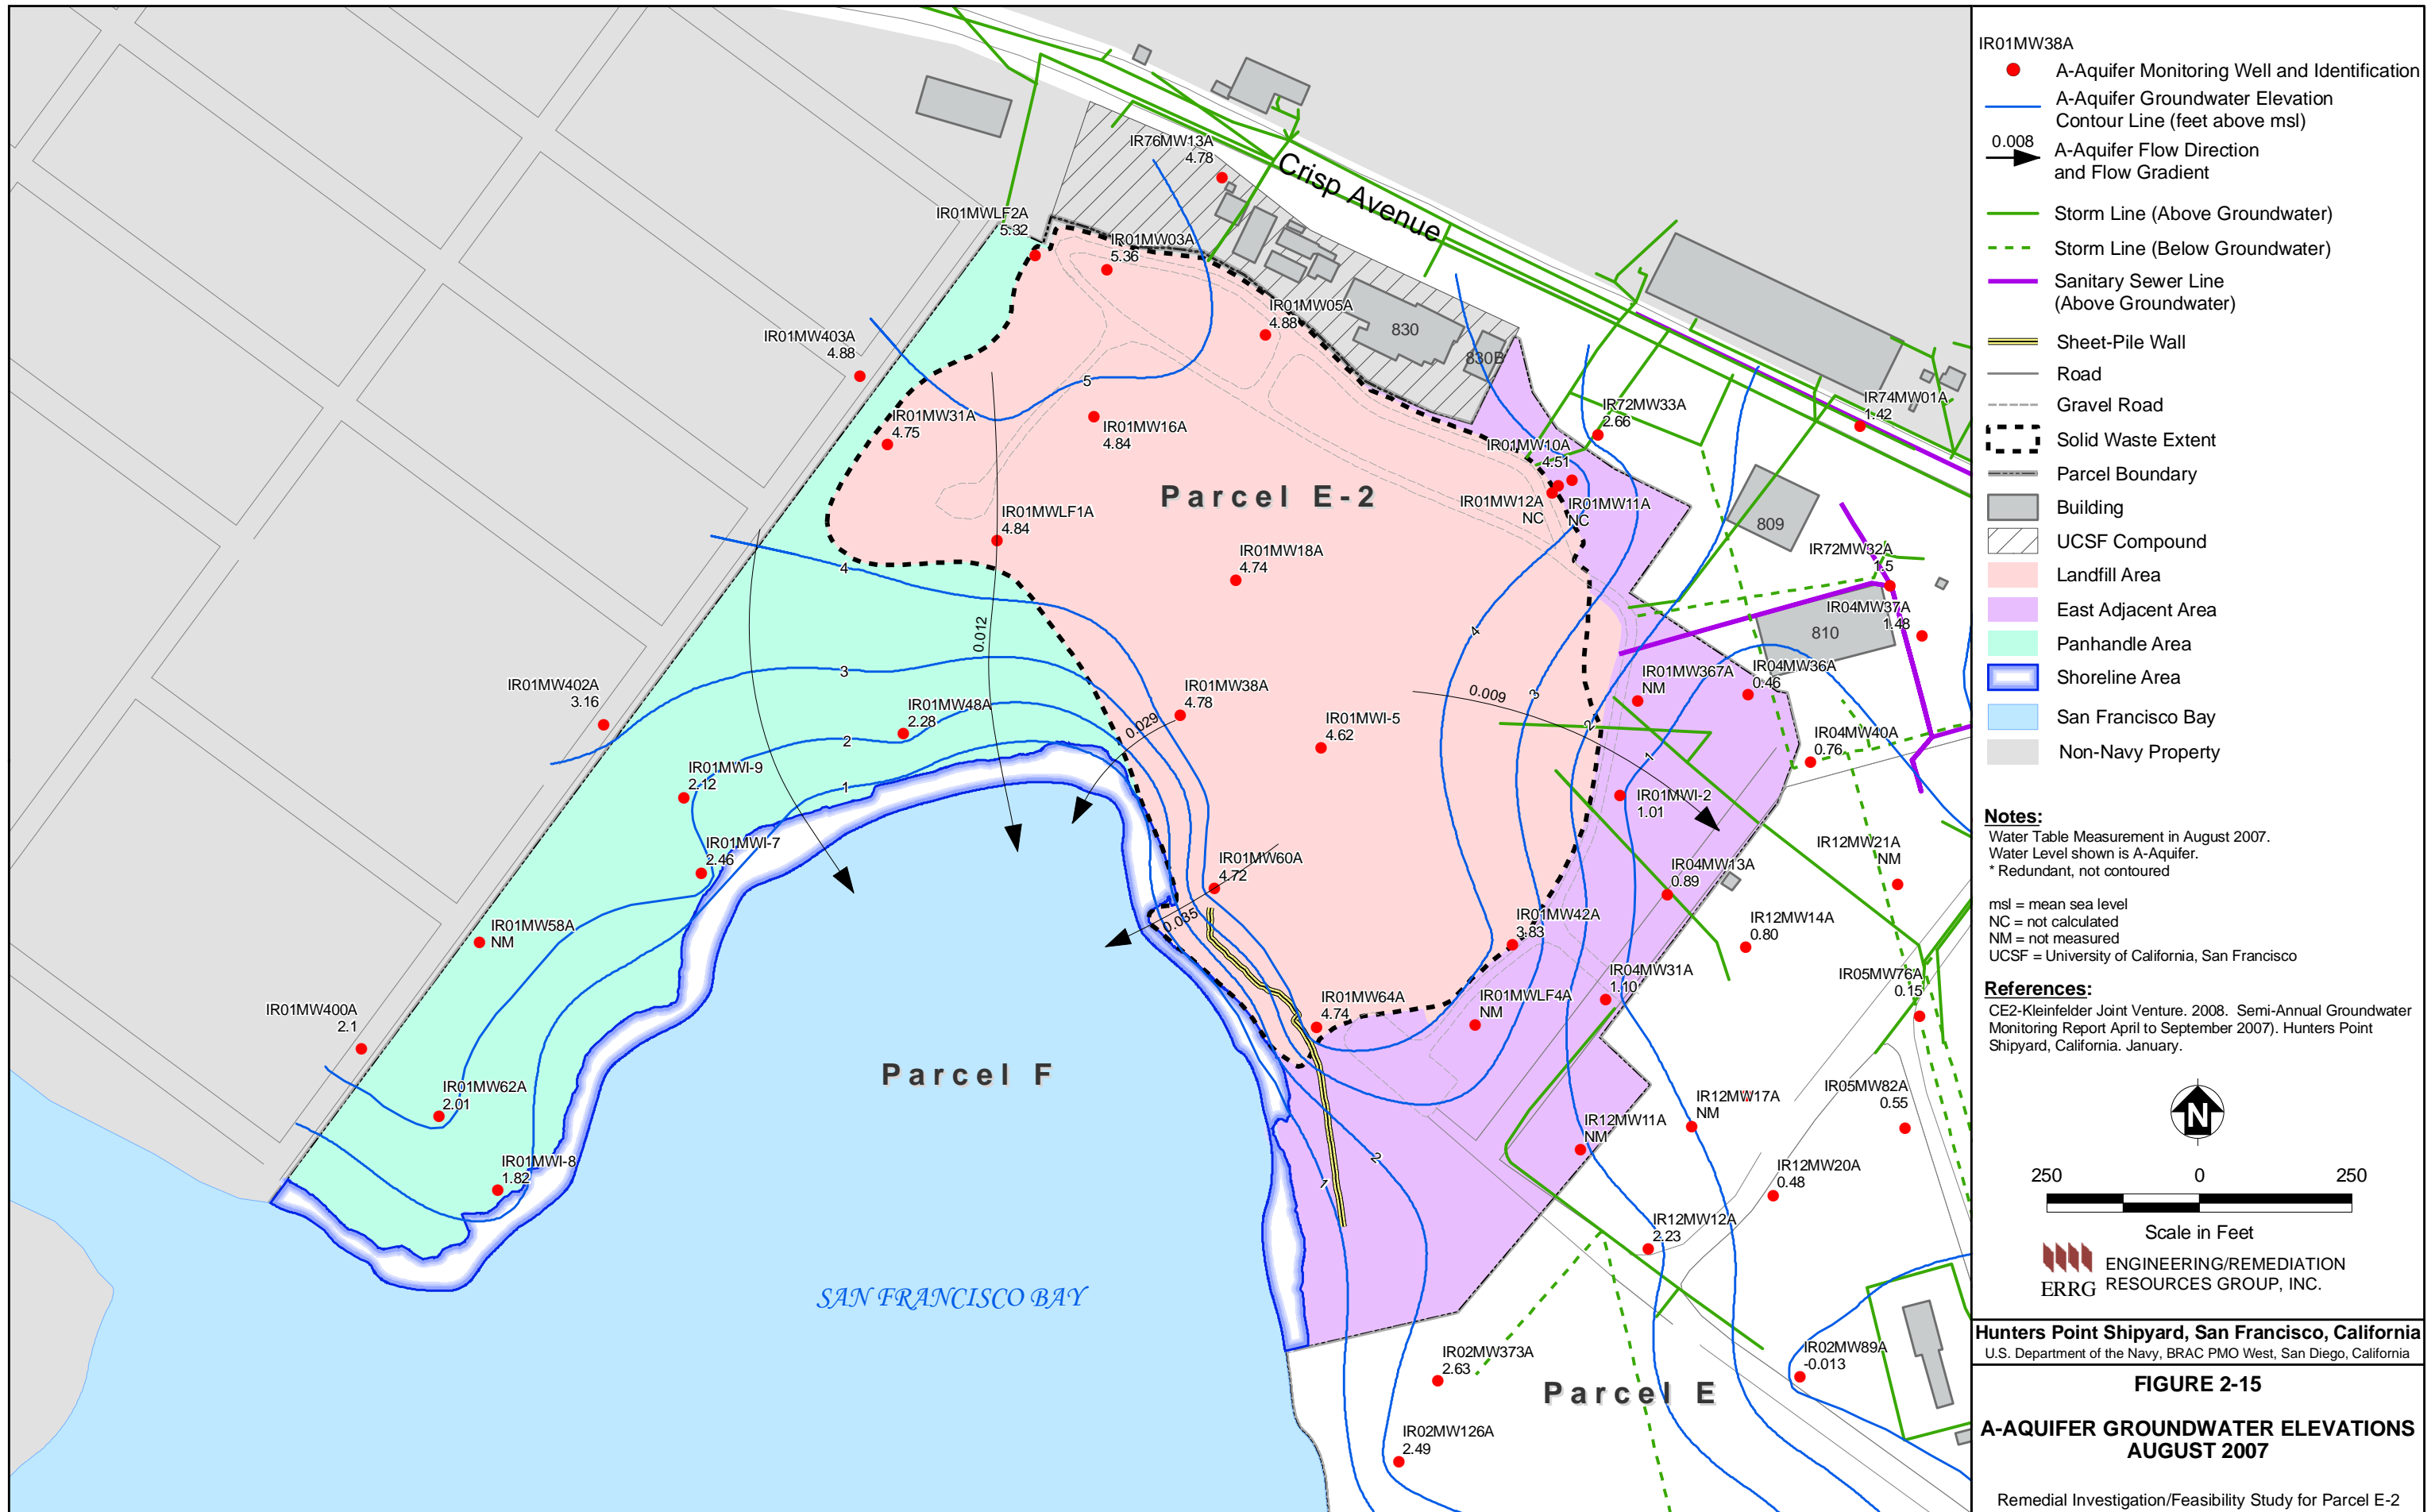 Crisp Avenue
IR76MW13A
4.78
IR01MWLF2A
5.32
IR01MW03A
5.36
IR01MW05A
4.88
830
830B
IR01MW403A
4.88
5
IR01MW31A
4.75
IR01MW16A
4.84
IR72MW33A
2.66
IR74MW01A
1.42
IR01MW10A
4.51
IR01MW12A
NC
IR01MW11A
NC
Parcel E-2
IR01MWLF1A
4.84
809
IR72MW32A
1.5
IR01MW18A
4.74
4
IR04MW37A
1.48
810
0.012
4
3
IR01MW402A
3.16
IR01MW48A
2.28
IR01MW38A
4.78
0.029
IR01MWI-5
4.62
0.009
3
2
IR01MW367A
NM
IR04MW36A
0.46
2
1
IR04MW40A
0.76
IR01MWI-9
2.12
1
IR01MWI-2
1.01
IR01MWI-7
2.46
IR01MW60A
4.72
0.035
IR04MW13A
0.89
IR12MW21A
NM
IR01MW58A
NM
IR01MW42A
3.83
IR12MW14A
0.80
IR04MW31A
1.10
IR05MW76A
0.15
IR01MW400A
2.1
IR01MW64A
4.74
IR01MWLF4A
NM
Parcel F
IR01MW62A
2.01
IR12MW17A
NM
IR05MW82A
0.55
IR12MW11A
NM
IR01MWI-8
1.82
2
1
IR12MW20A
0.48
IR12MW12A
2.23
SAN FRANCISCO BAY
IR02MW373A
2.63
IR02MW89A
-0.013
Parcel E
IR02MW126A
2.49
IR01MW38A
A-Aquifer Monitoring Well and Identification
A-Aquifer Groundwater Elevation
Contour Line (feet above msl)
0.008
A-Aquifer Flow Direction
and Flow Gradient
Storm Line (Above Groundwater)
Storm Line (Below Groundwater)
Sanitary Sewer Line
(Above Groundwater)
Sheet-Pile Wall
Road
Gravel Road
Solid Waste Extent
Parcel Boundary
Building
UCSF Compound
Landfill Area
East Adjacent Area
Panhandle Area
Shoreline Area
San Francisco Bay
Non-Navy Property
Notes:
Water Table Measurement in August 2007.
Water Level shown is A-Aquifer.
* Redundant, not contoured
msl = mean sea level
NC = not calculated
NM = not measured
UCSF = University of California, San Francisco
References:
CE2-Kleinfelder Joint Venture. 2008. Semi-Annual Groundwater
Monitoring Report April to September 2007). Hunters Point
Shipyard, California. January.
N
250 0 250
Scale in Feet
ERRG
ENGINEERING/REMEDIATION
RESOURCES GROUP, INC.
Hunters Point Shipyard, San Francisco, California
U.S. Department of the Navy, BRAC PMO West, San Diego, California
FIGURE 2-15
A-AQUIFER GROUNDWATER ELEVATIONS
AUGUST 2007
Remedial Investigation/Feasibility Study for Parcel E-2